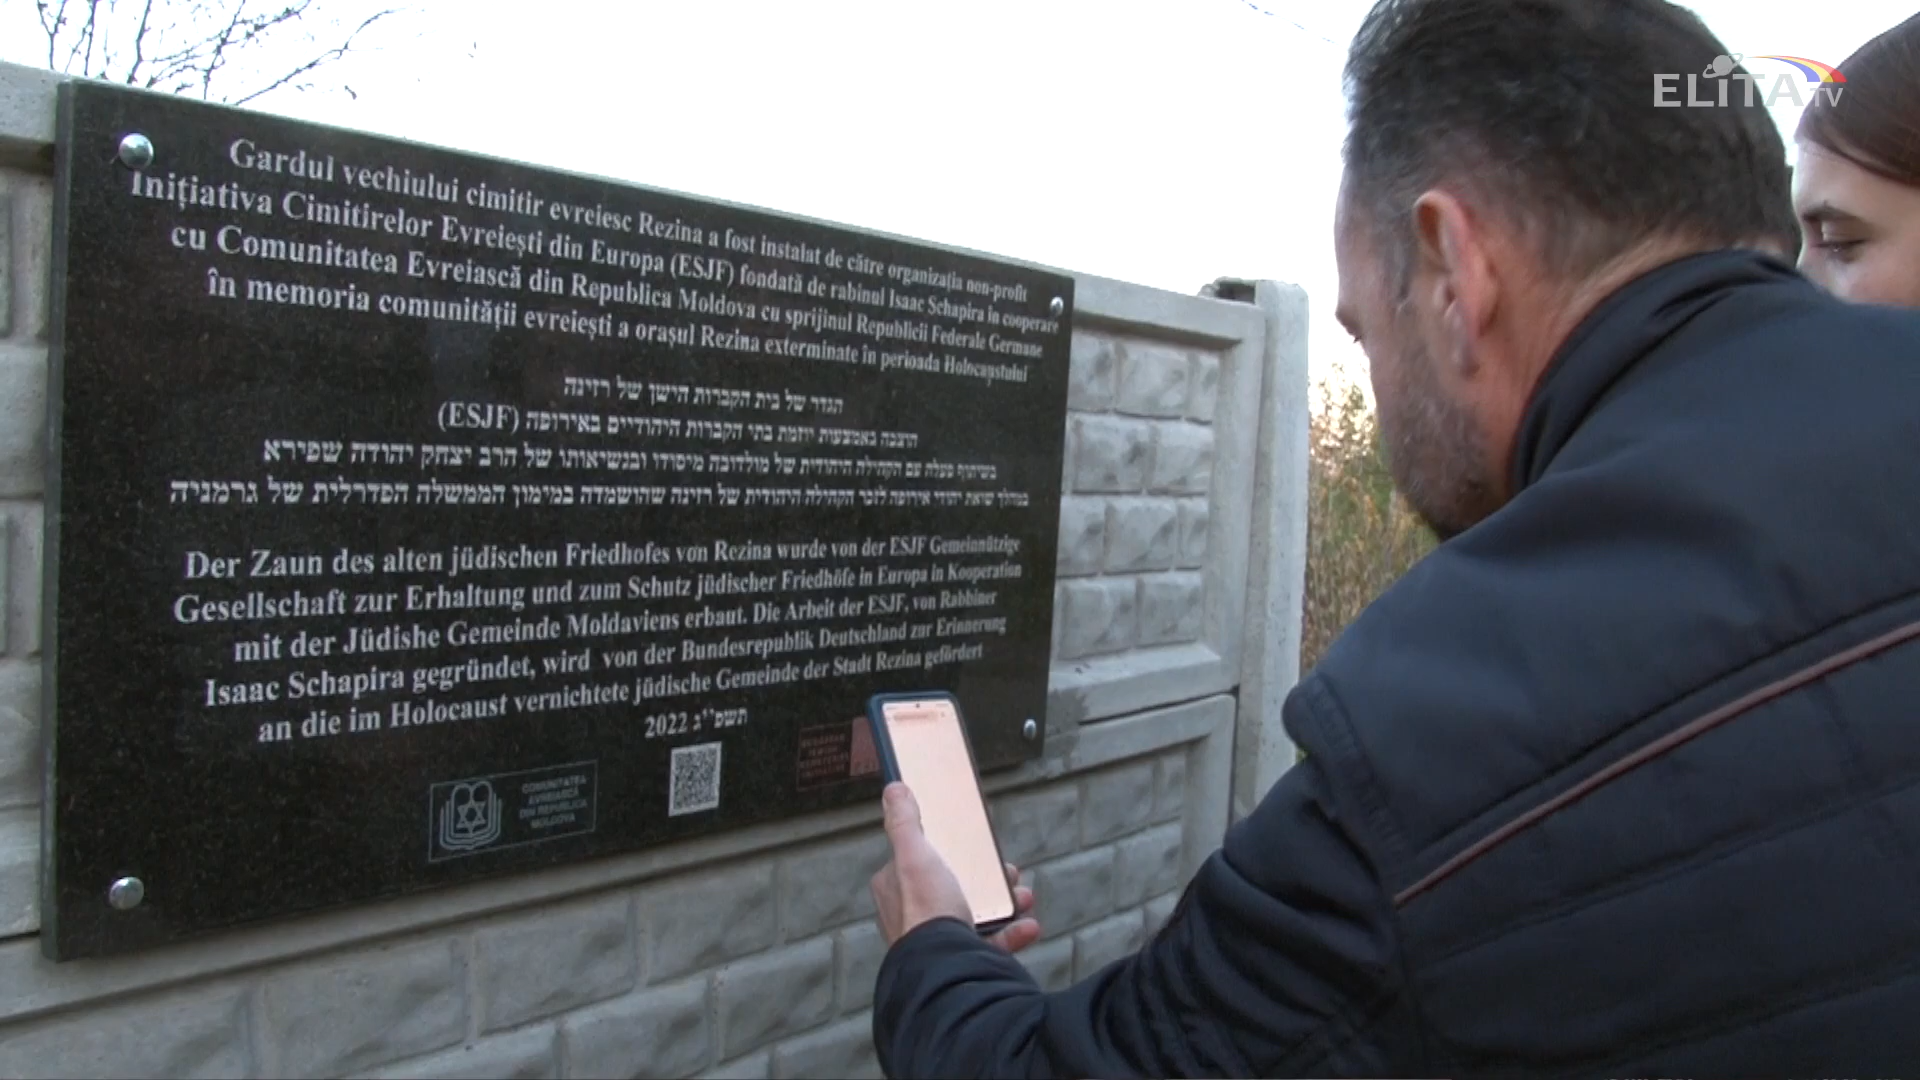 ELiTA TV
Gardul vechiului cimitir evreiesc Rezina a fost instalat de către organizația non-profit
Inițiativa Cimitirelor Evreiești din Europa (ESJF) fondată de rabinul Isaac Schapira în cooperare
cu Comunitatea Evreiască din Republica Moldova cu sprijinul Republicii Federale Germane
în memoria comunității evreiești a orașul Rezina exterminate în perioada Holocaustului
הגדר של בית הקברות הישן של רזינה
הוצבה באמצעות יוזמת בתי הקברות היהודיים באירופה (ESJF)
בשיתוף פעלה עם הקהילה היהודית של מולדובה מיסודו ובנשיאותו של הרב יצחק יהודה שפירא
במהלך שואת יהודי אירופה לזכר הקהילה היהודית של רזינה שהושמדה במימון הממשלה הפדרלית של גרמניה
Der Zaun des alten jüdischen Friedhofes von Rezina wurde von der ESJF Gemeinnützige
Gesellschaft zur Erhaltung und zum Schutz jüdischer Friedhöfe in Europa in Kooperation
mit der Jüdishe Gemeinde Moldaviens erbaut. Die Arbeit der ESJF, von Rabbiner
Isaac Schapira gegründet, wird von der Bundesrepublik Deutschland zur Erinnerung
an die im Holocaust vernichtete jüdische Gemeinde der Stadt Rezina gefördert
2022 תשפ''ג
COMUNITATEA
EVREIASCĂ
DIN REPUBLICA
MOLDOVA
EUROPEAN
JEWISH
CEMETERIES
INITIATIVE